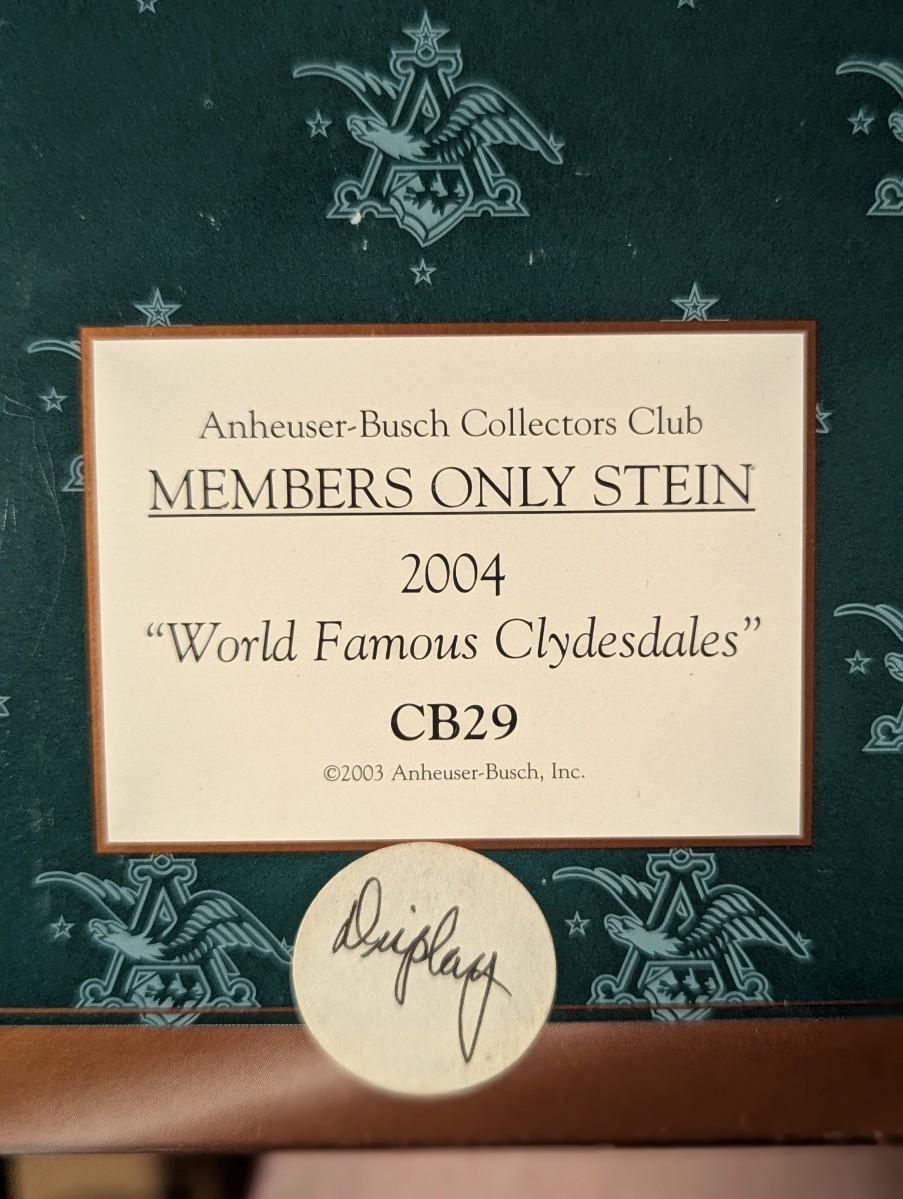 Anheuser-Busch Collectors Club
MEMBERS ONLY STEIN
2004
“World Famous Clydesdales”
CB29
©2003 Anheuser-Busch, Inc.
Display